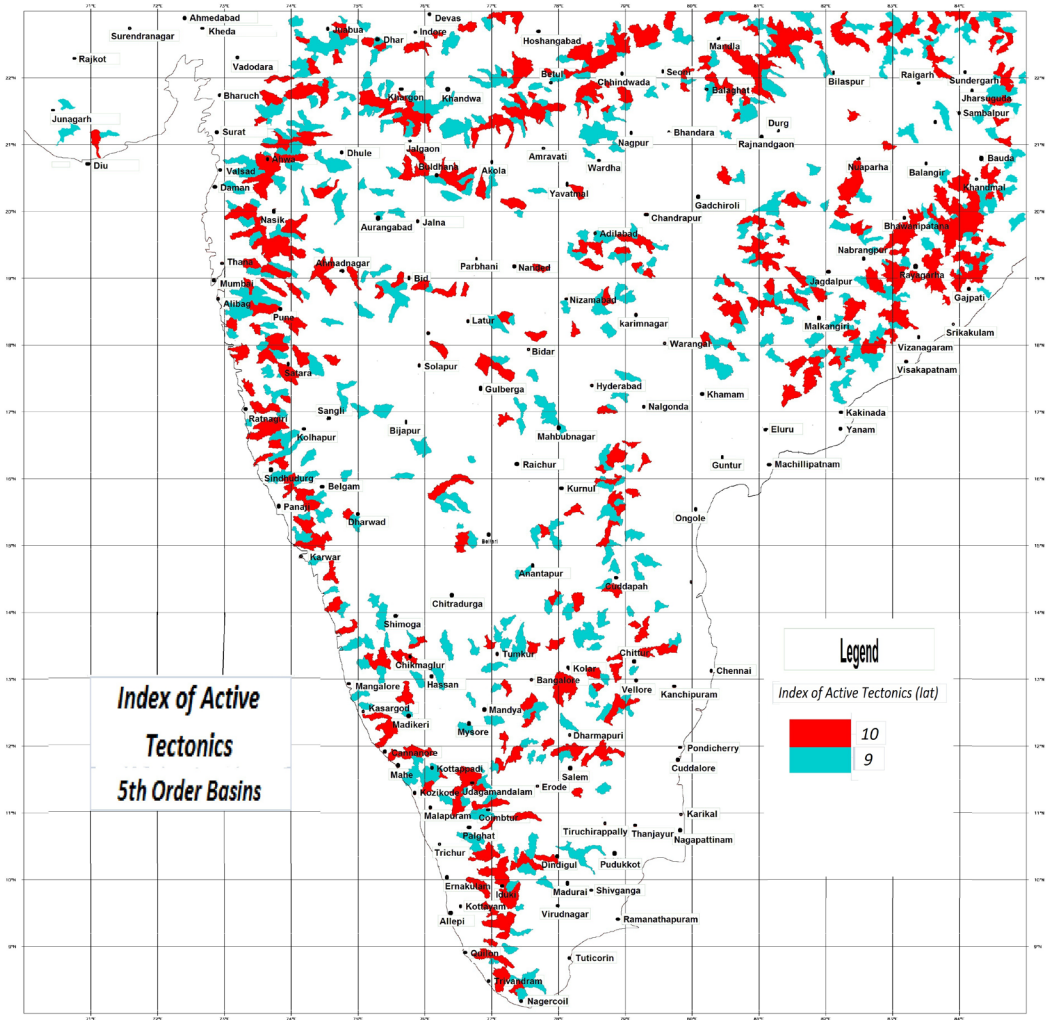 Ahmedabad
Devas
Surendranagar
Kheda
Jhabua
Dhar
Indore
Hoshangabad
Mandla
Rajkot
Vadodara
Betul
Chhindwada
Seoni
Bilaspur
Raigarh
Sundergarh
Bharuch
Khargon
Khandwa
Balaghat
Jharsuguda
Junagarh
Sambalpur
Surat
Durg
Bhandara
Nagpur
Rajnandgaon
Jalgaon
Dhule
Amravati
Diu
Ahwa
Valsad
Buldhana
Akola
Wardha
Bauda
Balangir
Khandmal
Daman
Yavatmal
Gadchiroli
Nasik
Jalna
Aurangabad
Chandrapur
Bhawanipatana
Adilabad
Nabrangpur
Thane
Ahmadnagar
Parbhani
Nanded
Bid
Jagdalpur
Rayagarha
Mumbai
Gajpati
Alibag
Nizamabad
Pune
Latur
karimnagar
Malkangiri
Srikakulam
Warangar
Vizanagaram
Bidar
Solapur
Visakapatnam
Satara
Gulberga
Hyderabad
Khamam
Sangli
Nalgonda
Kakinada
Ratnagiri
Kolhapur
Bijapur
Mahbubnagar
Eluru
Yanam
Raichur
Guntur
Machillipatnam
Sindhudurg
Belgam
Kurnul
Panaji
Dharwad
Ongole
Karwar
Anantapur
Cuddapah
Chitradurga
Shimoga
Chittur
Tumkur
Chikmaglur
Kolar
Chennai
Bangalore
Mangalore
Hassan
Vellore
Kanchipuram
Kasargod
Mandya
Madikeri
Mysore
Dharmapuri
Cannanore
Pondicherry
Mahe
Kottappadi
Salem
Cuddalore
Kozikode
Udagamandalam
Erode
Malapuram
Coimbtur
Karikal
Palghat
Tiruchirappally
Thanjayur
Nagapattinam
Trichur
Dindigul
Pudukkot
Ernakulam
Iduki
Madurai
Shivganga
Kottayam
Allepi
Virudnagar
Ramanathapuram
Quilon
Tuticorin
Trivandram
Nagercoil
Index of Active
Tectonics
5th Order Basins
Legend
Index of Active Tectonics (lat)
10
9